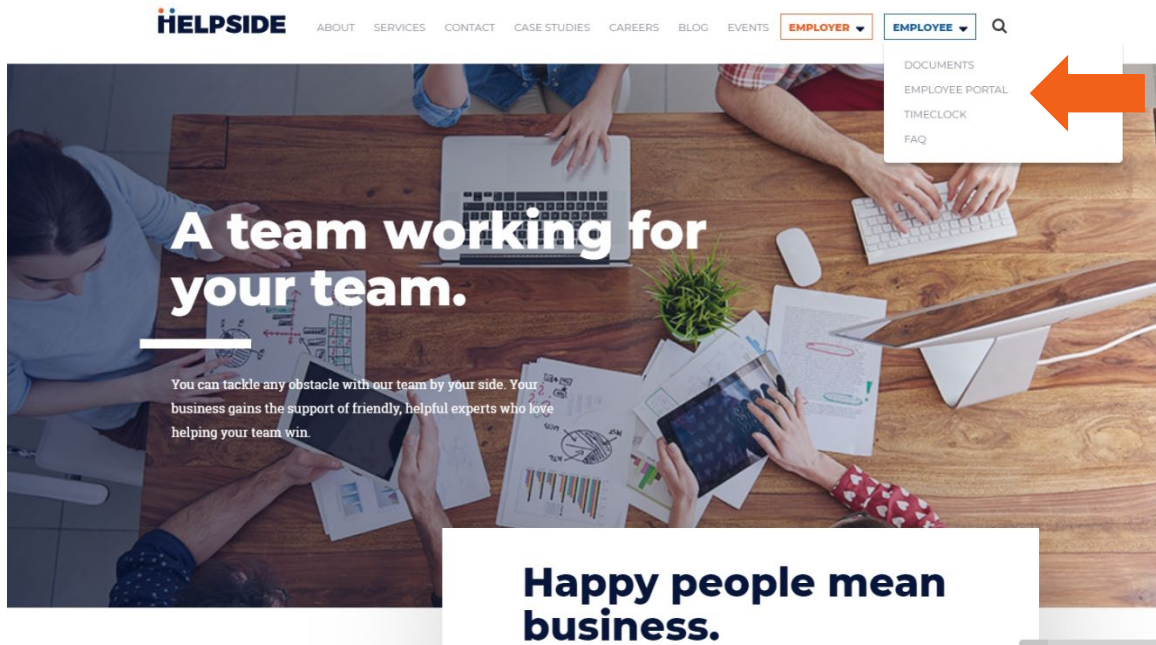 HELPSIDE
ABOUT SERVICES CONTACT CASE STUDIES CAREERS BLOG EVENTS EMPLOYER EMPLOYEE
DOCUMENTS
EMPLOYEE PORTAL
TIMECLOCK
FAQ
A team working for
your team.
You can tackle any obstacle with our team by your side. Your
business gains the support of friendly, helpful experts who love
helping your team win.
Happy people mean
business.